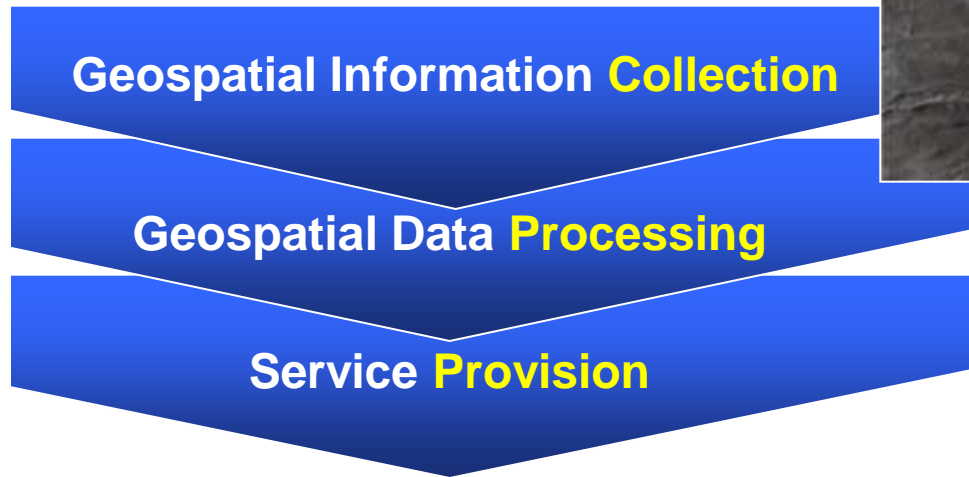 Geospatial Information Collection
Geospatial Data Processing
Service Provision